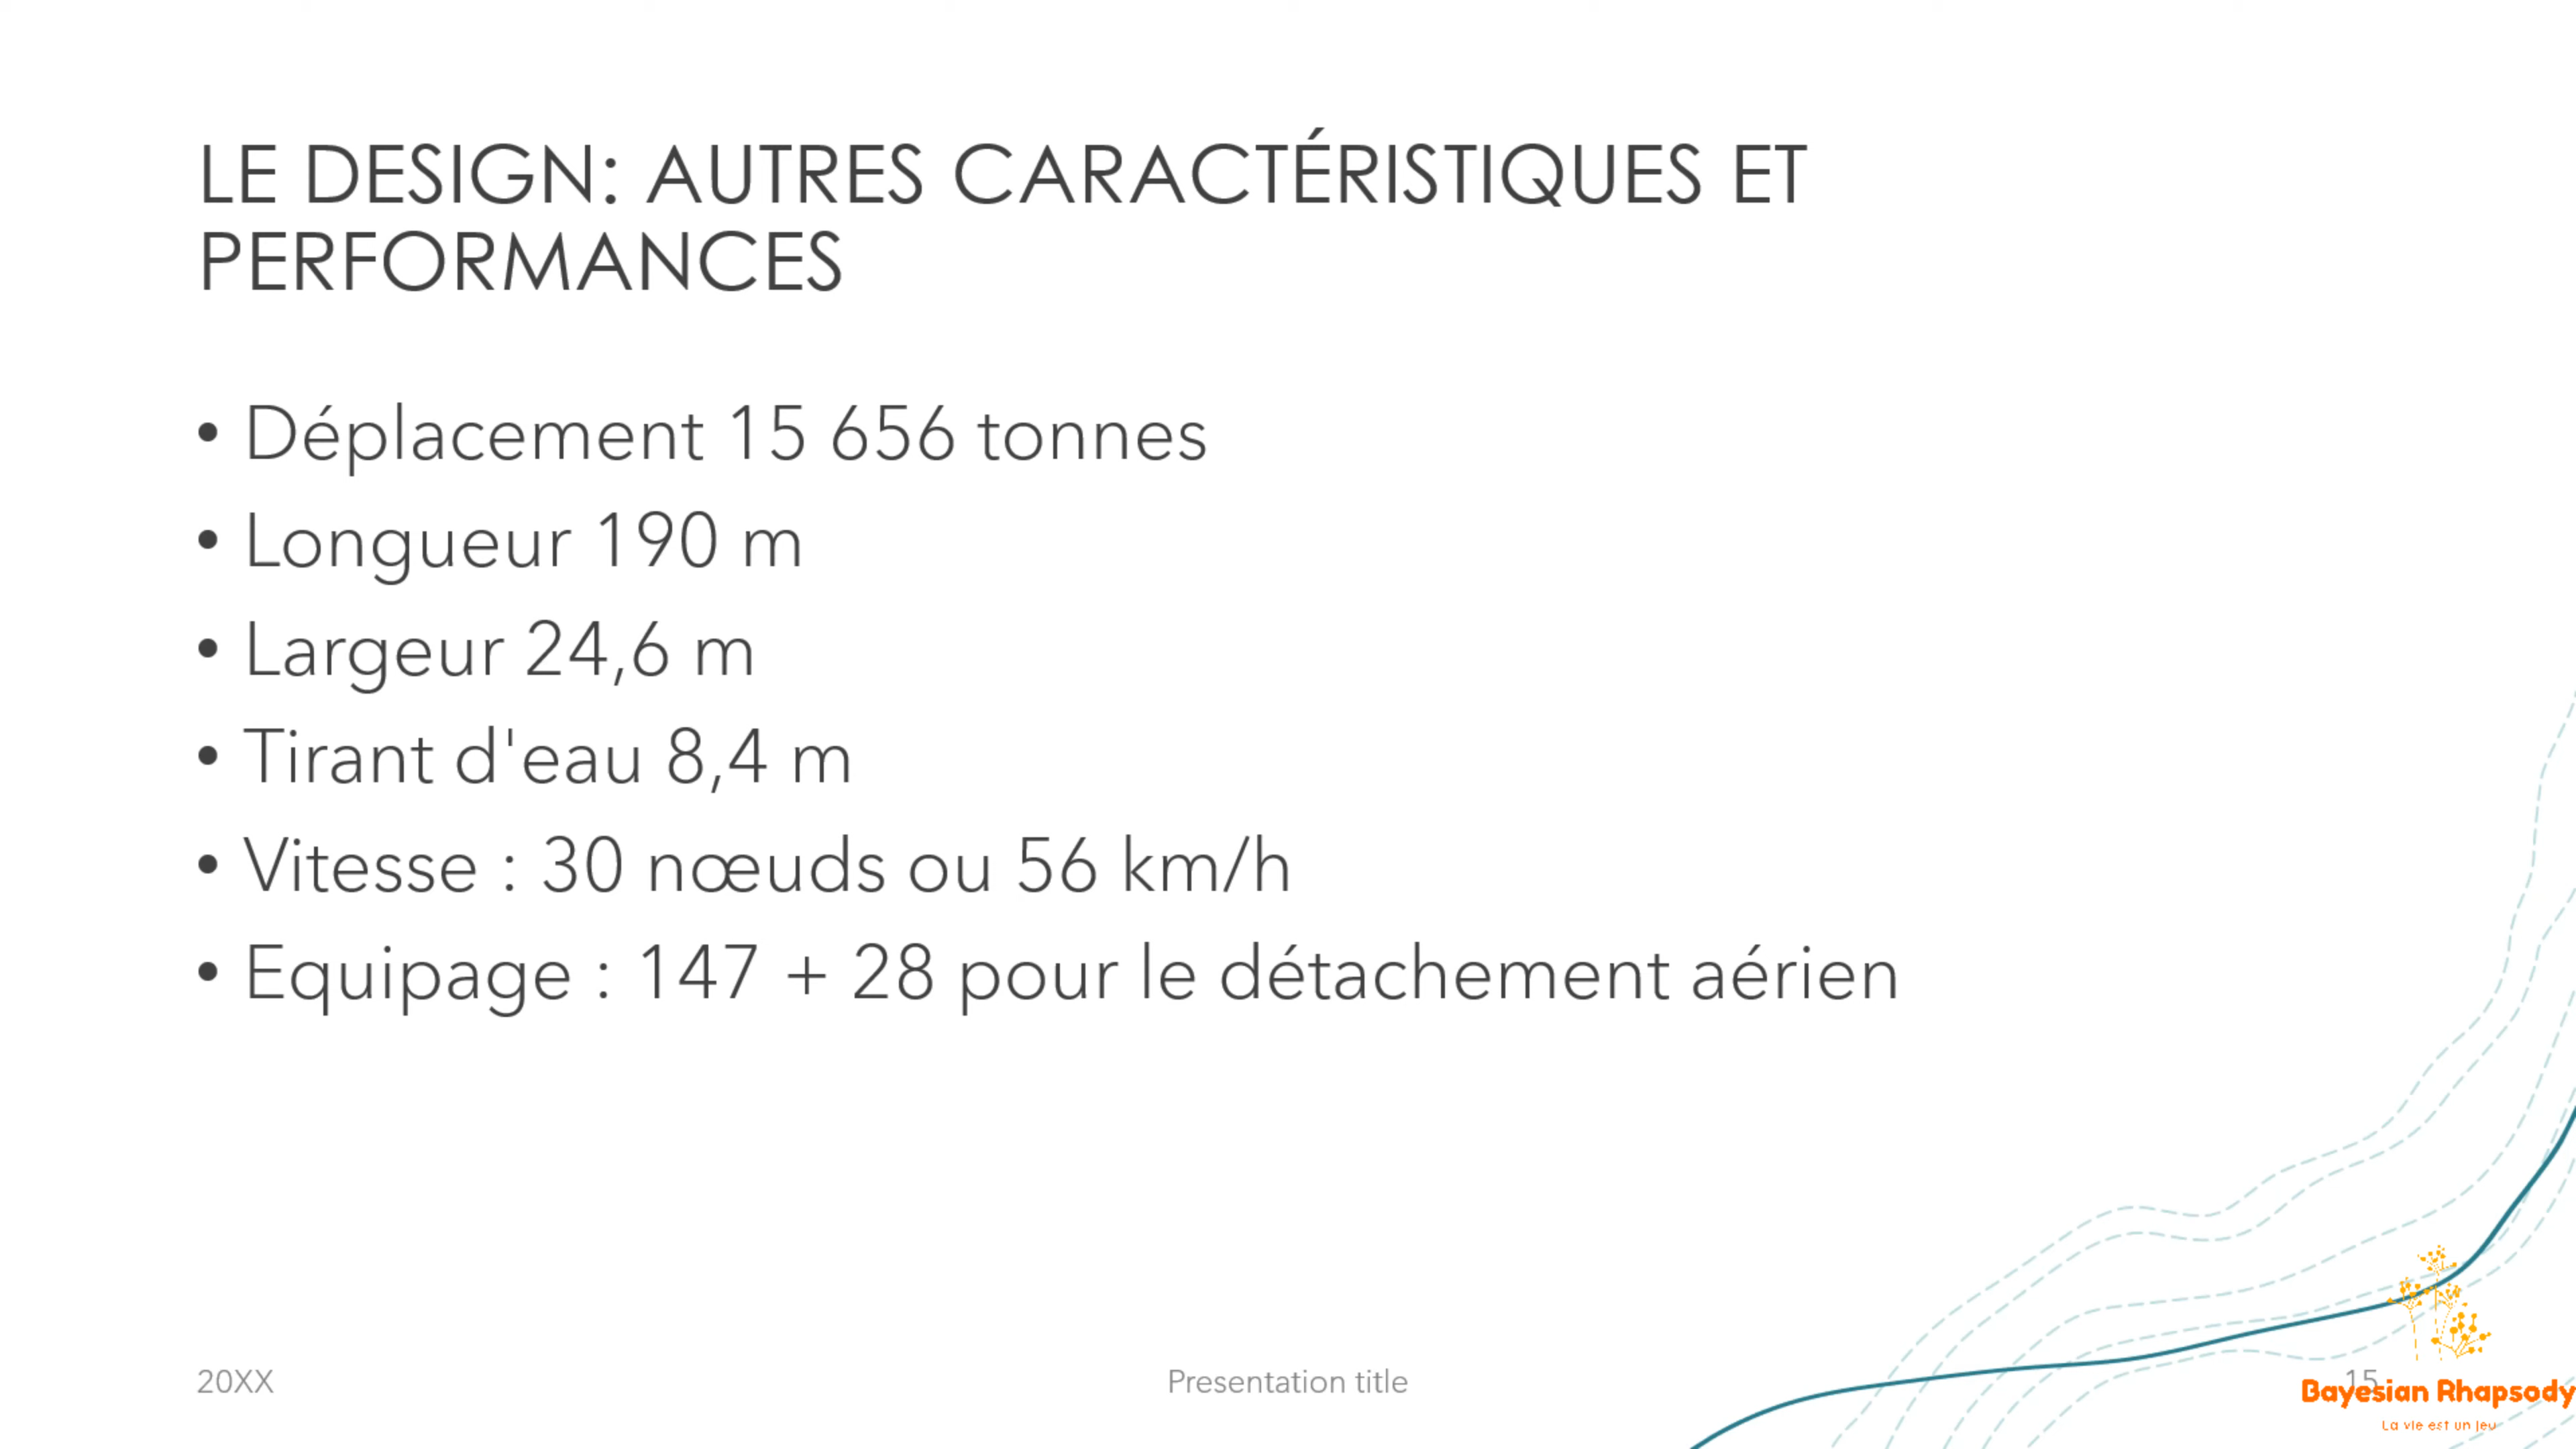 LE DESIGN: AUTRES CARACTÉRISTIQUES ET
PERFORMANCES
• Déplacement 15 656 tonnes
• Longueur 190 m
• Largeur 24,6 m
• Tirant d'eau 8,4 m
• Vitesse : 30 nœuds ou 56 km/h
• Equipage : 147 + 28 pour le détachement aérien
20XX
Presentation title
15
Bayesian Rhapsody
La vie est un jeu